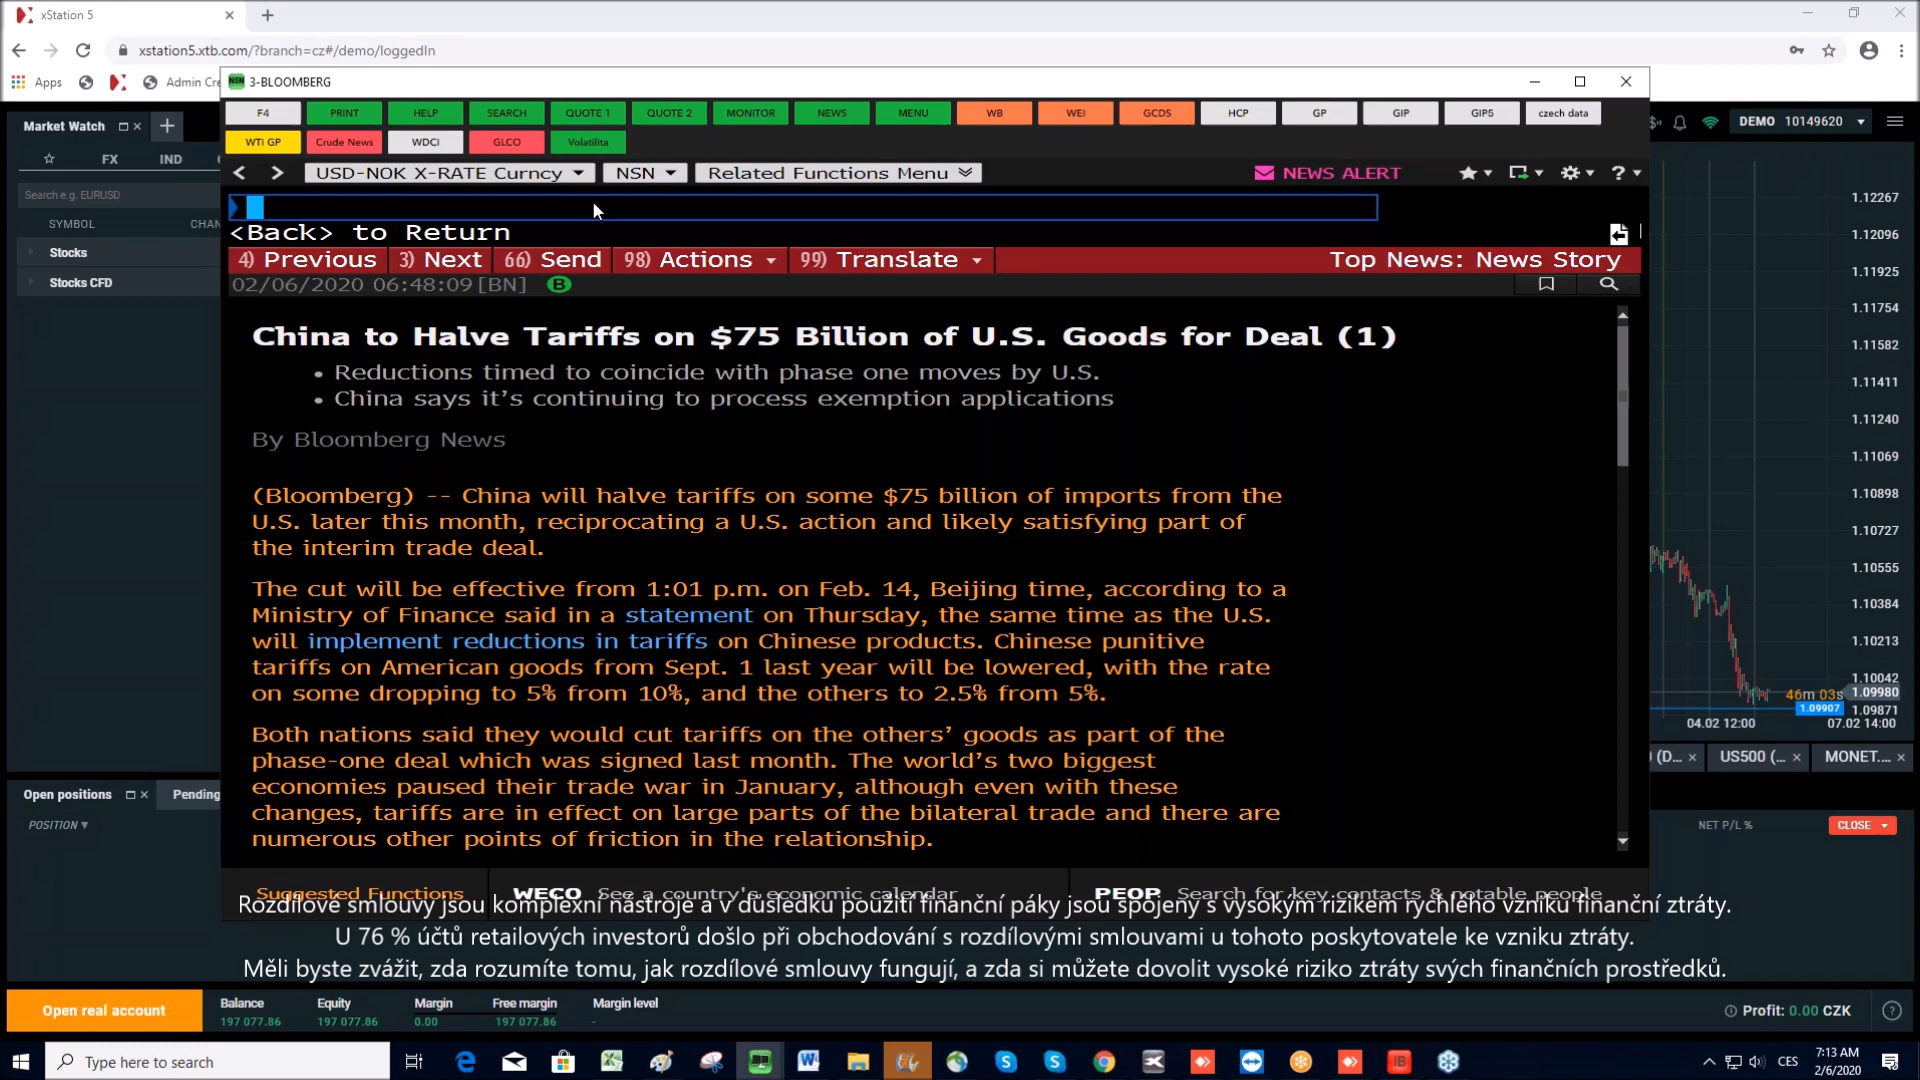 xStation 5
xstation5.xtb.com/?branch=cz#/demo/loggedIn
Apps
Admin Cre
3-BLOOMBERG
F4 PRINT HELP SEARCH QUOTE 1 QUOTE 2 MONITOR NEWS MENU WB WEI GCDS HCP GP GIP GIP5 czech data
WTI GP Crude News WDCI GLCO Volatilita
Market Watch
FX IND
Search e.g. EURUSD
SYMBOL CHAN
Stocks
Stocks CFD
DEMO 10149620
USD-NOK X-RATE Curncy NSN Related Functions Menu NEWS ALERT
<Back> to Return
4) Previous 3) Next 66) Send 98) Actions 99) Translate Top News: News Story
02/06/2020 06:48:09[BN] B
China to Halve Tariffs on $75 Billion of U.S. Goods for Deal (1)
• Reductions timed to coincide with phase one moves by U.S.
• China says it's continuing to process exemption applications
By Bloomberg News
(Bloomberg) -- China will halve tariffs on some $75 billion of imports from the
U.S. later this month, reciprocating a U.S. action and likely satisfying part of
the interim trade deal.
The cut will be effective from 1:01 p.m. on Feb. 14, Beijing time, according to a
Ministry of Finance said in a statement on Thursday, the same time as the U.S.
will implement reductions in tariffs on Chinese products. Chinese punitive
tariffs on American goods from Sept. 1 last year will be lowered, with the rate
on some dropping to 5% from 10%, and the others to 2.5% from 5%.
Both nations said they would cut tariffs on the others' goods as part of the
phase-one deal which was signed last month. The world's two biggest
economies paused their trade war in January, although even with these
changes, tariffs are in effect on large parts of the bilateral trade and there are
numerous other points of friction in the relationship.
Suggested Functions WECO See a country's economic calendar PEOP Search for key contacts & notable people
1.12267
1.12096
1.11925
1.11754
1.11582
1.11411
1.11240
1.11069
1.10898
1.10727
1.10555
1.10384
1.10213
1.10042
46m 03s 1.09980
1.09907 1.09871
04.02 12:00 07.02 14:00
(D... US500 (... MONET....
Open positions Pending
POSITION
NET P/L %
CLOSE
Rozdílové smlouvy jsou komplexní nástroje a v důsledku použití finanční páky jsou spojeny s vysokým rizikem rychlého vzniku finanční ztráty.
U 76 % účtů retailových investorů došlo při obchodování s rozdílovými smlouvami u tohoto poskytovatele ke vzniku ztráty.
Měli byste zvážit, zda rozumíte tomu, jak rozdílové smlouvy fungují, a zda si můžete dovolit vysoké riziko ztráty svých finančních prostředků.
Open real account
Balance Equity Margin Free margin Margin level
197 077.86 197 077.86 0.00 197 077.86 -
Profit: 0.00 CZK
Type here to search
CES
7:13 AM
2/6/2020